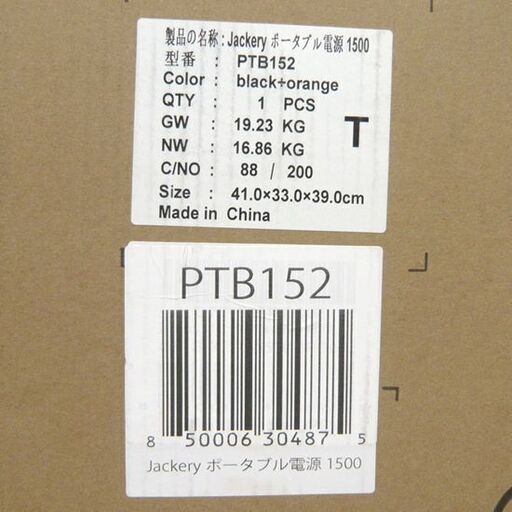 製品の名称:Jackery ポータブル電源 1500
型番 : PTB152
Color : black+orange
QTY : 1 PCS
GW : 19.23 KG
NW : 16.86 KG
T
C/NO : 88 / 200
Size : 41.0×33.0×39.0cm
Made in China
PTB152
8 50006 30487 5
Jackery ポータブル電源 1500